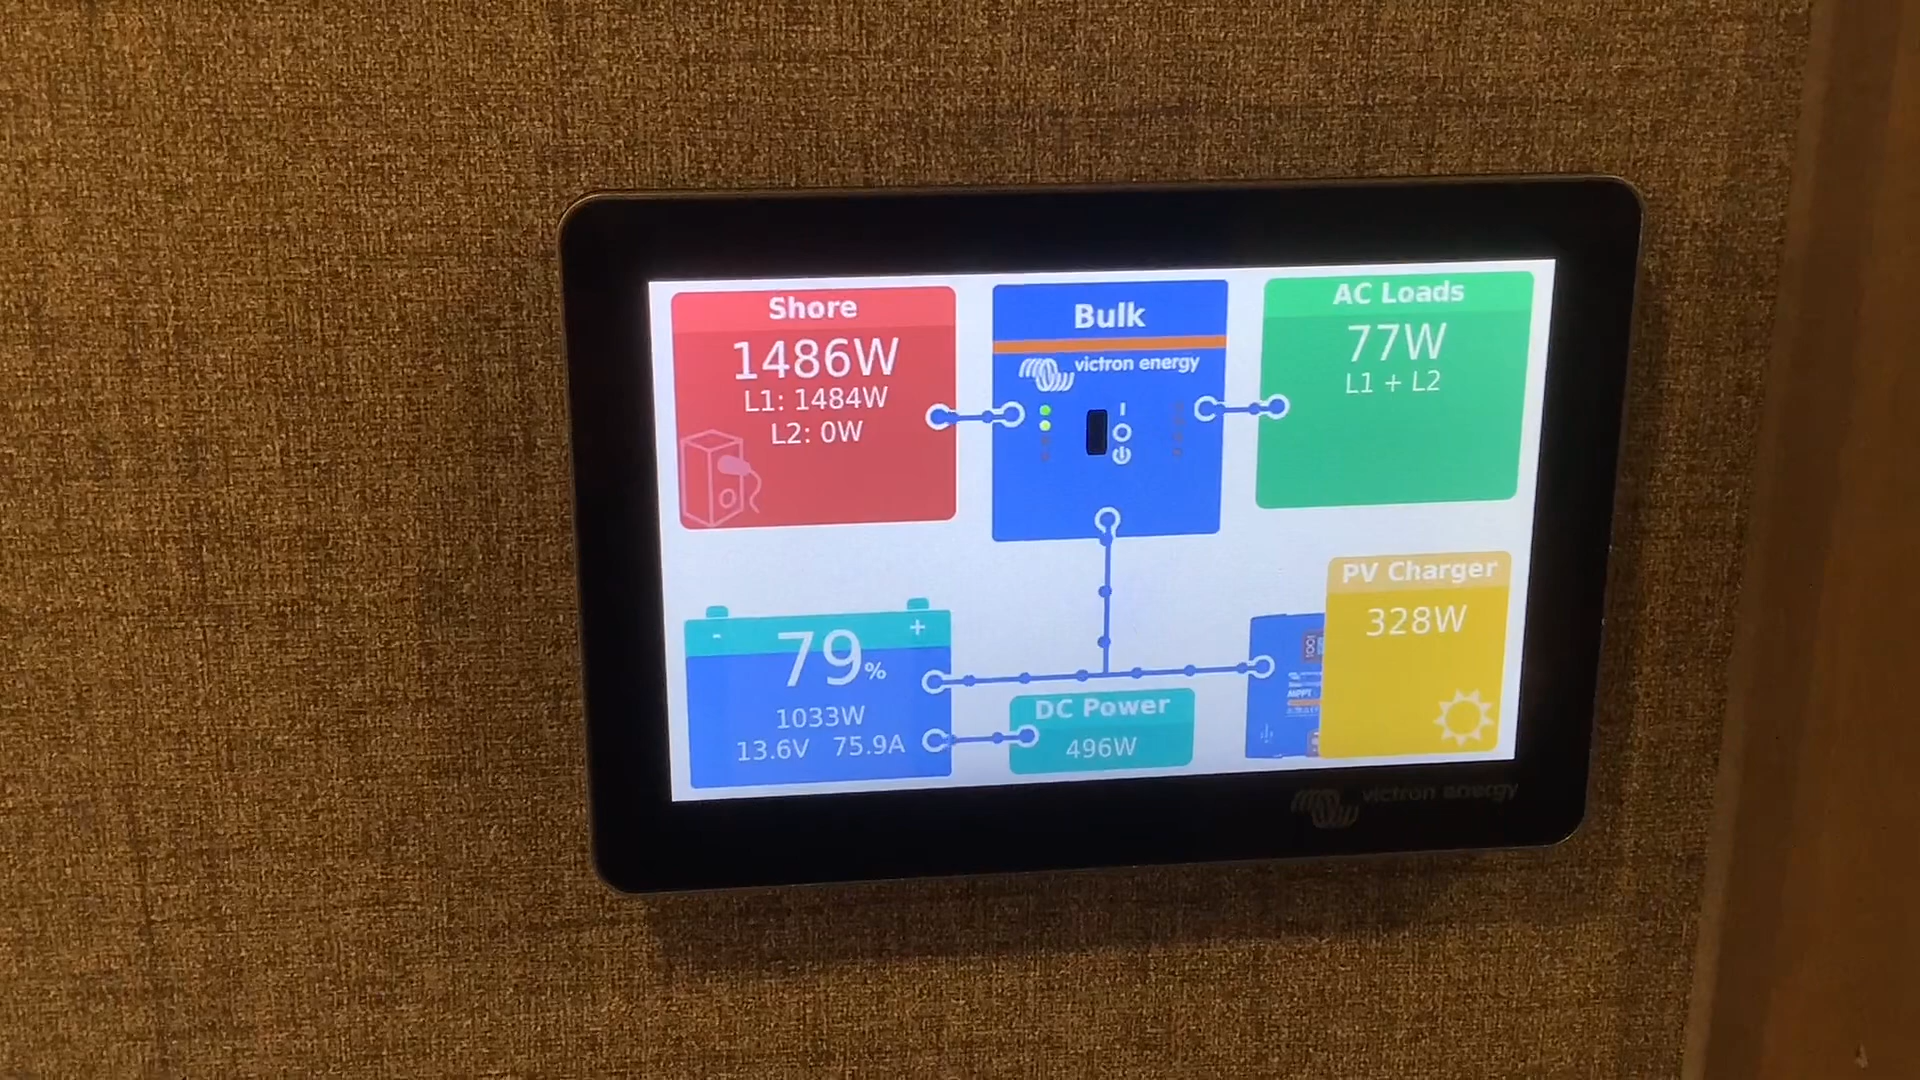 Shore
1486W
L1: 1484W
L2: 0W
Bulk
victron energy
AC Loads
77W
L1 + L2
- +
79%
1033W
13.6V 75.9A
DC Power
496W
MPPT
PV Charger
328W
victron energy